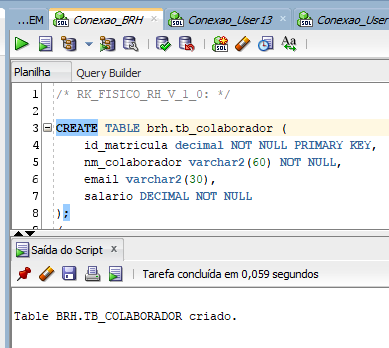 ...EM Conexao_BRH Conexao_User13 Conexao_User
Planilha Query Builder
1 /* RK_FISICO_RH_V_1_0: */
2
3 CREATE TABLE brh.tb_colaborador (
4 id_matricula decimal NOT NULL PRIMARY KEY,
5 nm_colaborador varchar2(60) NOT NULL,
6 email varchar2(30),
7 salario DECIMAL NOT NULL
8 );
Saída do Script x
Tarefa concluída em 0,059 segundos
Table BRH.TB_COLABORADOR criado.